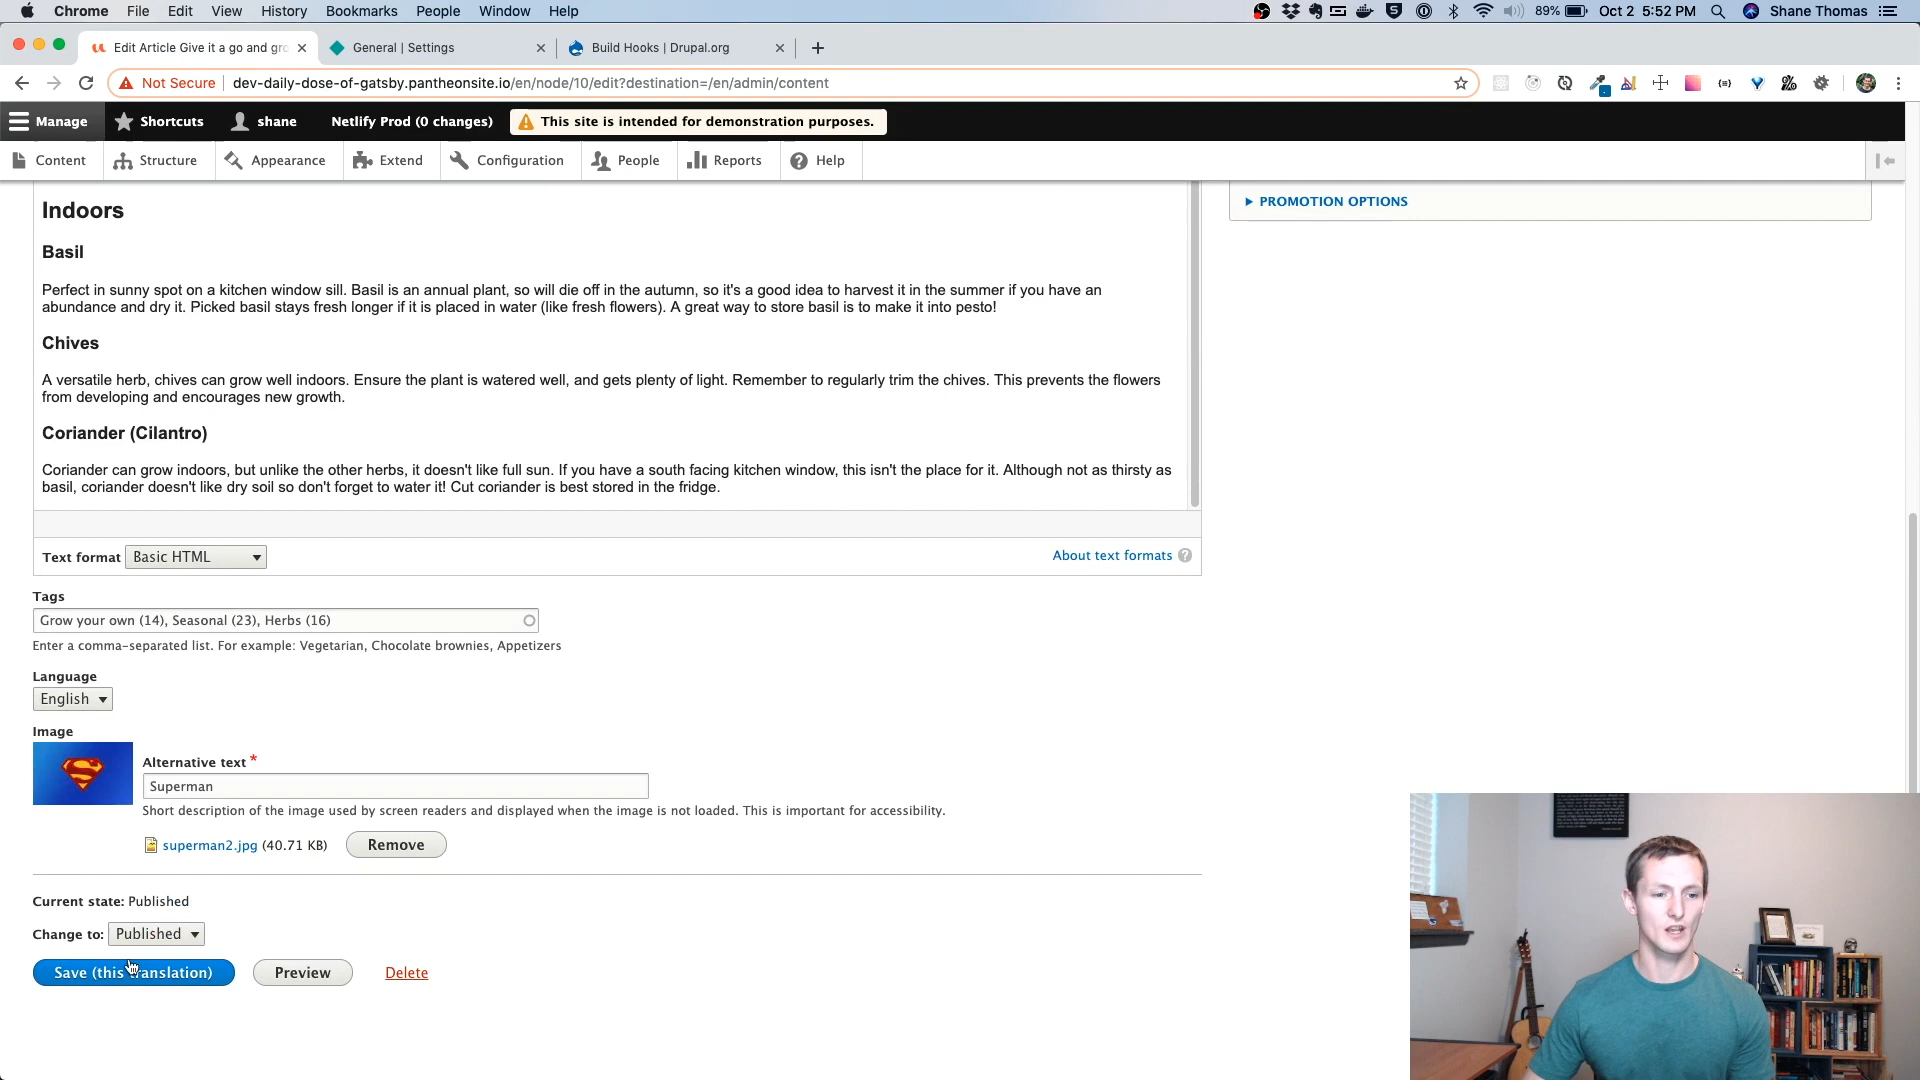 Chrome File Edit View History Bookmarks People Window Help 89% Oct 2 5:52 PM Shane Thomas
Edit Article Give it a go and gro General | Settings Build Hooks | Drupal.org
Not Secure dev-daily-dose-of-gatsby.pantheonsite.io/en/node/10/edit?destination=/en/admin/content
Manage Shortcuts shane Netlify Prod (0 changes) This site is intended for demonstration purposes.
Content Structure Appearance Extend Configuration People Reports Help
PROMOTION OPTIONS
Indoors
Basil
Perfect in sunny spot on a kitchen window sill. Basil is an annual plant, so will die off in the autumn, so it's a good idea to harvest it in the summer if you have an
abundance and dry it. Picked basil stays fresh longer if it is placed in water (like fresh flowers). A great way to store basil is to make it into pesto!
Chives
A versatile herb, chives can grow well indoors. Ensure the plant is watered well, and gets plenty of light. Remember to regularly trim the chives. This prevents the flowers
from developing and encourages new growth.
Coriander (Cilantro)
Coriander can grow indoors, but unlike the other herbs, it doesn't like full sun. If you have a south facing kitchen window, this isn't the place for it. Although not as thirsty as
basil, coriander doesn't like dry soil so don't forget to water it! Cut coriander is best stored in the fridge.
Text format Basic HTML About text formats ?
Tags
Grow your own (14), Seasonal (23), Herbs (16)
Enter a comma-separated list. For example: Vegetarian, Chocolate brownies, Appetizers
Language
English
Image
Alternative text *
Superman
Short description of the image used by screen readers and displayed when the image is not loaded. This is important for accessibility.
superman2.jpg (40.71 KB) Remove
Current state: Published
Change to: Published
Save (this translation) Preview Delete